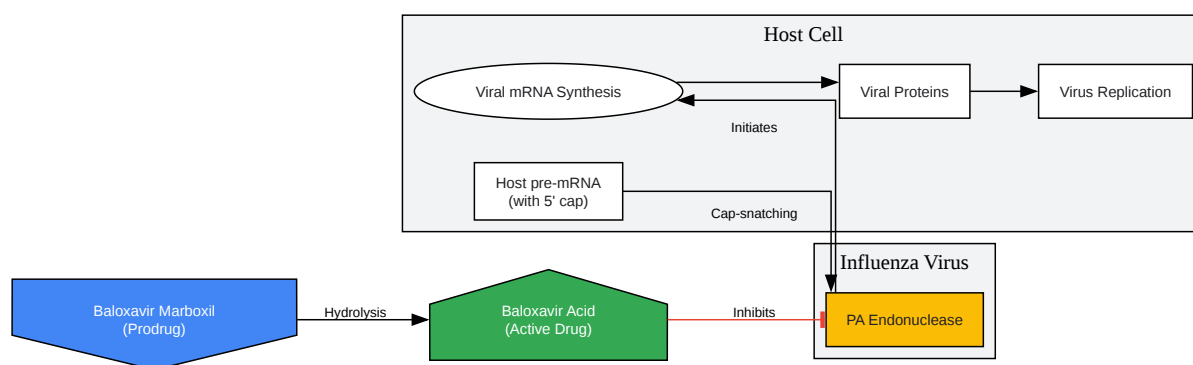 Host Cell
Viral mRNA Synthesis
Viral Proteins
Virus Replication
Initiates
Host pre-mRNA
(with 5' cap)
Cap-snatching
Influenza Virus
Baloxavir Marboxil
(Prodrug)
Hydrolysis
Baloxavir Acid
(Active Drug)
Inhibits
PA Endonuclease